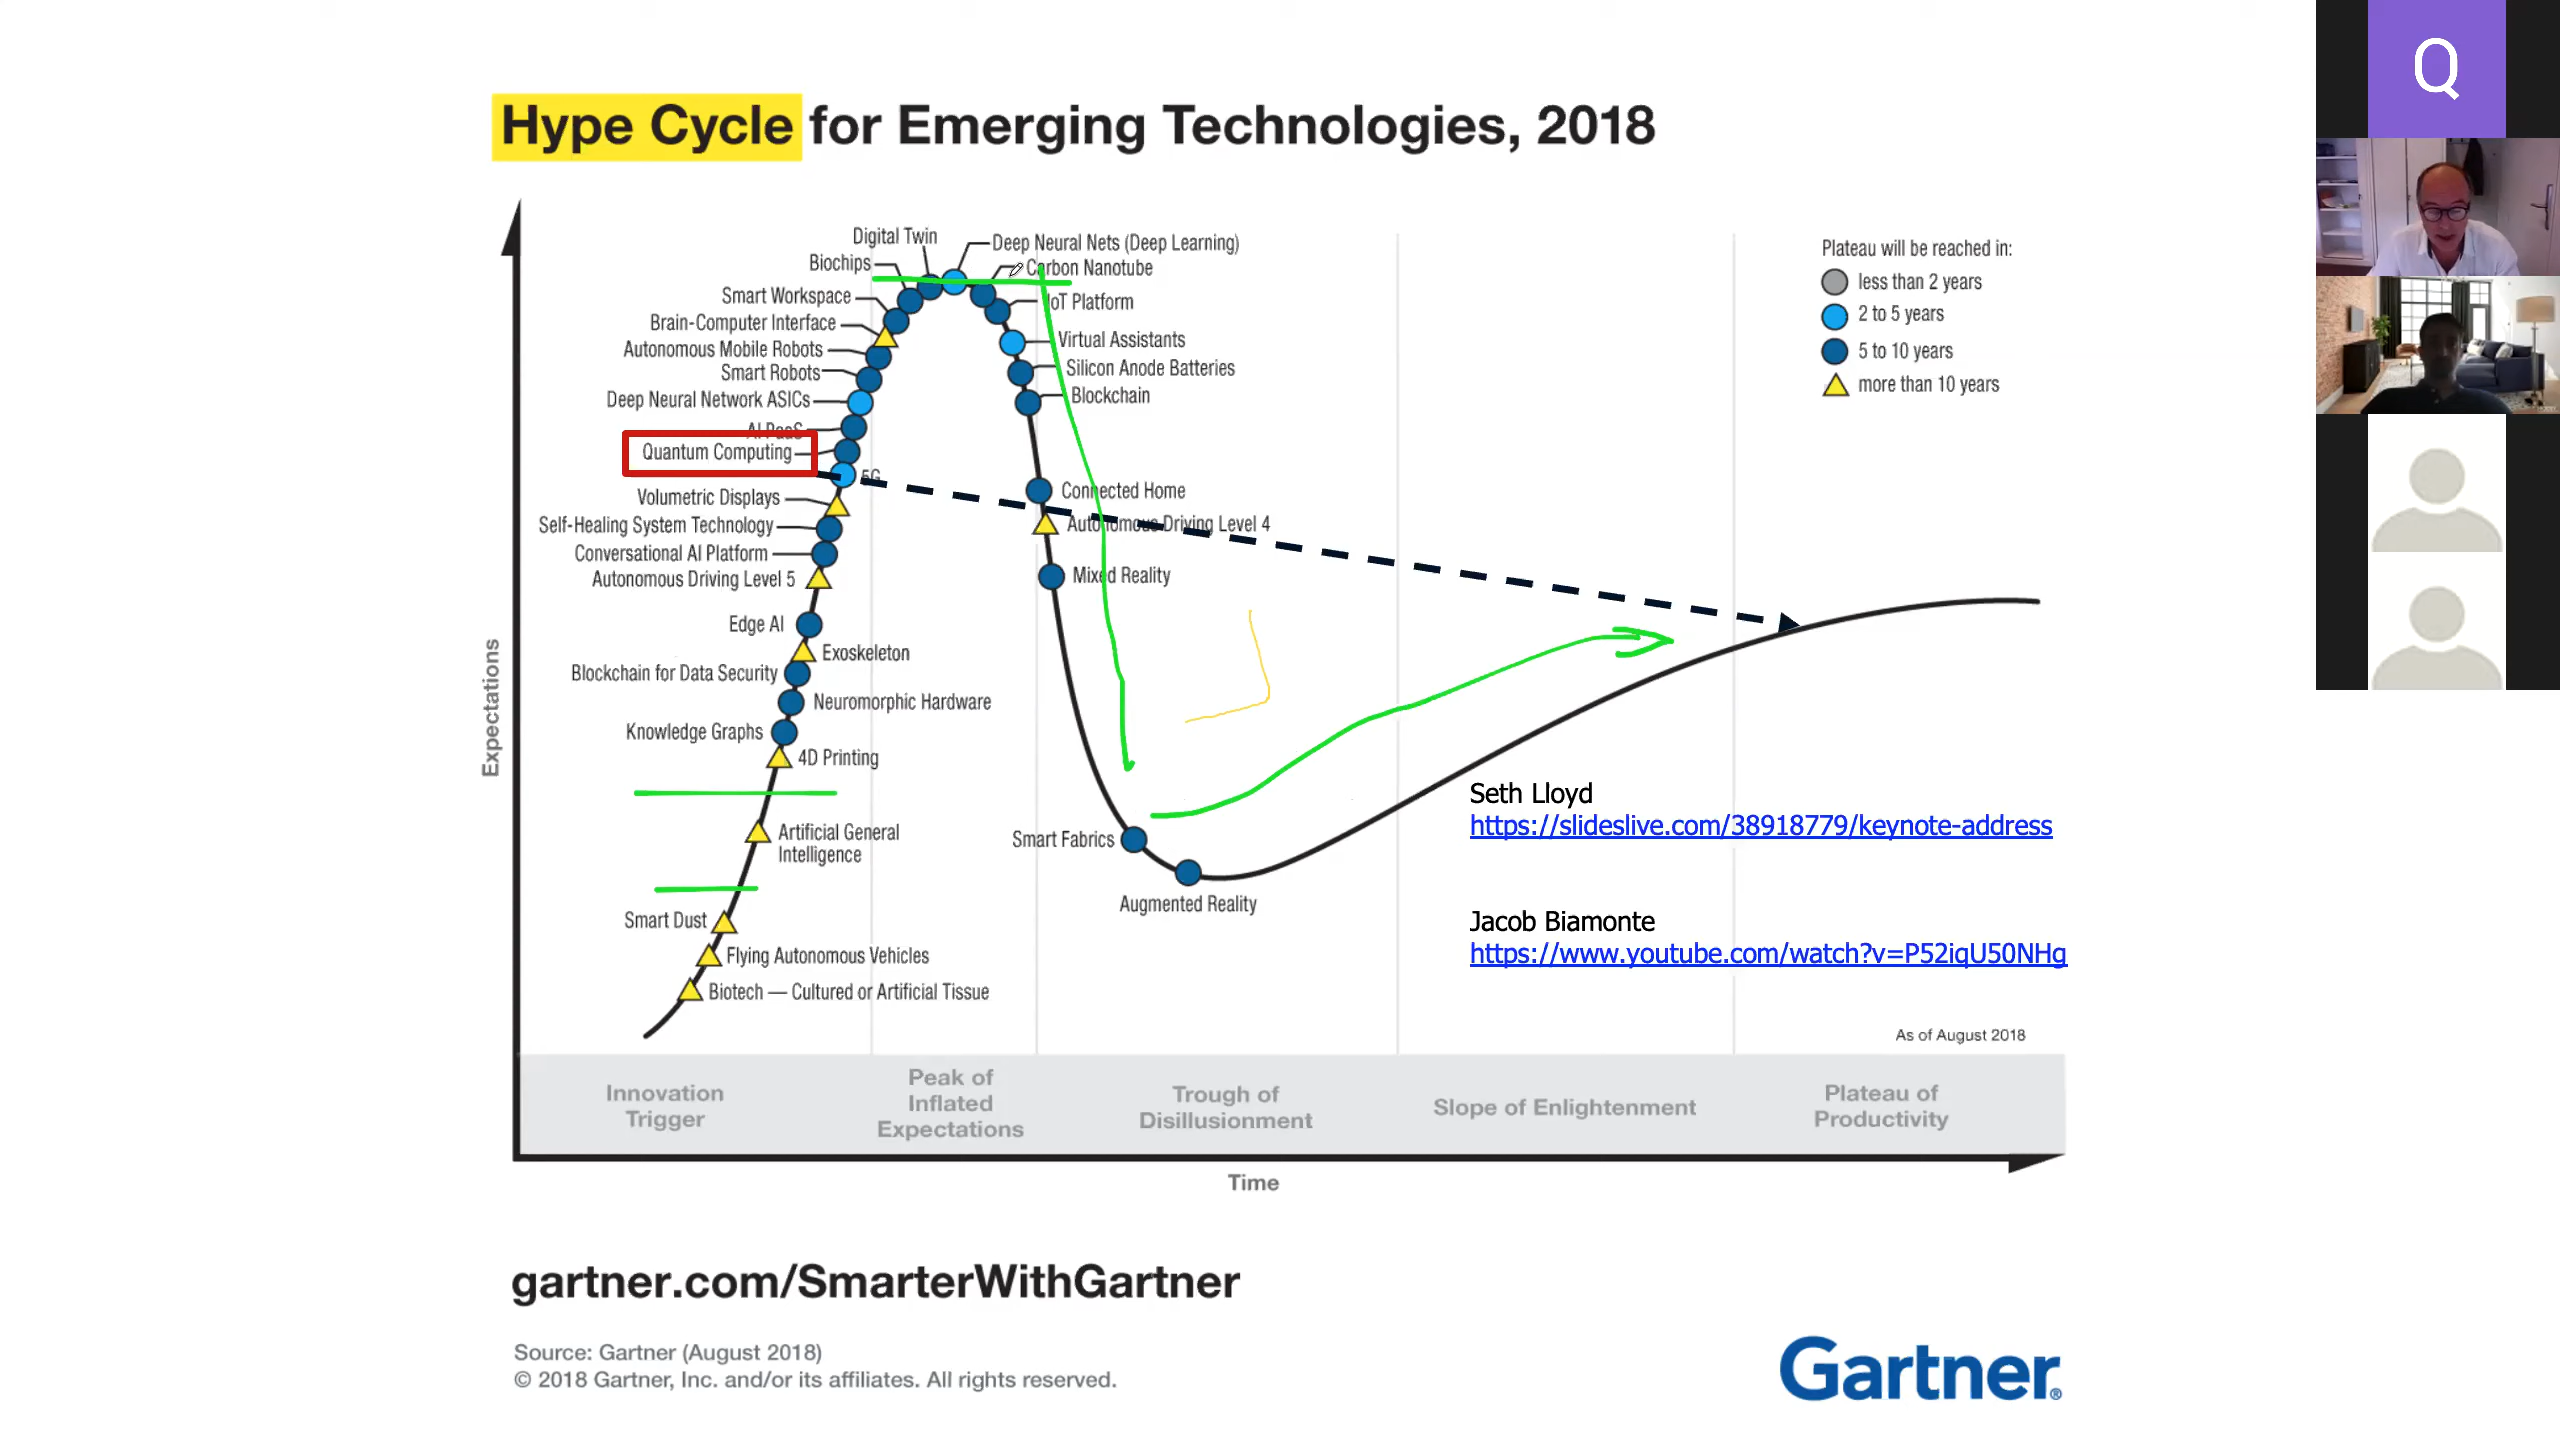 Hype Cycle for Emerging Technologies, 2018
Q
Digital Twin
Deep Neural Nets (Deep Learning)
Biochips
Carbon Nanotube
Smart Workspace
IoT Platform
Brain-Computer Interface
Virtual Assistants
Autonomous Mobile Robots
Silicon Anode Batteries
Smart Robots
Blockchain
Deep Neural Network ASICs
AI PaaS
Quantum Computing
5G
Connected Home
Volumetric Displays
Autonomous Driving Level 4
Self-Healing System Technology
Conversational AI Platform
Mixed Reality
Autonomous Driving Level 5
Edge AI
Exoskeleton
Blockchain for Data Security
Neuromorphic Hardware
Knowledge Graphs
4D Printing
Artificial General
Intelligence
Smart Fabrics
Augmented Reality
Smart Dust
Flying Autonomous Vehicles
Biotech — Cultured or Artificial Tissue
Plateau will be reached in:
less than 2 years
2 to 5 years
5 to 10 years
more than 10 years
Expectations
Seth Lloyd
https://slideslive.com/38918779/keynote-address
Jacob Biamonte
https://www.youtube.com/watch?v=P52iqU50NHg
As of August 2018
Innovation
Trigger
Peak of
Inflated
Expectations
Trough of
Disillusionment
Slope of Enlightenment
Plateau of
Productivity
Time
gartner.com/SmarterWithGartner
Source: Gartner (August 2018)
© 2018 Gartner, Inc. and/or its affiliates. All rights reserved.
Gartner®